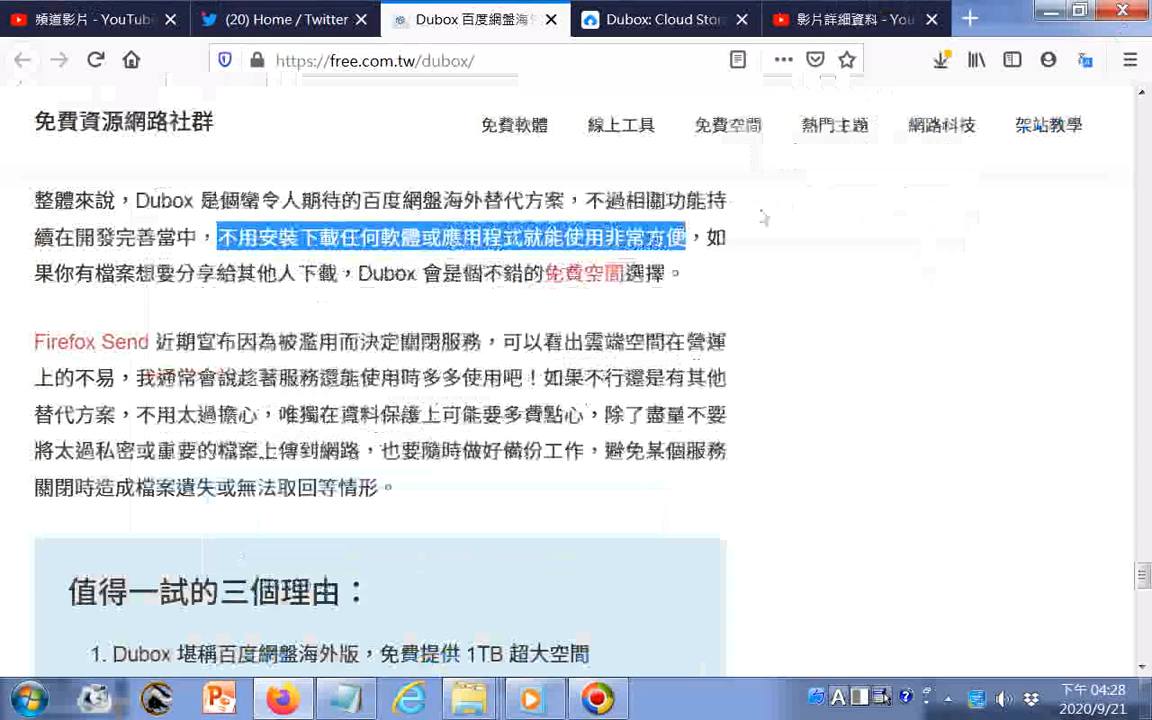 頻道影片 - YouTube
(20) Home / Twitter
Dubox 百度網盤海
Dubox: Cloud Stor
影片詳細資料 - You
https://free.com.tw/dubox/
免費資源網路社群
免費軟體
線上工具
免費空間
熱門主題
網路科技
架站教學
整體來說，Dubox 是個蠻令人期待的百度網盤海外替代方案，不過相關功能持
續在開發完善當中，不用安裝下載任何軟體或應用程式就能使用非常方便，如
果你有檔案想要分享給其他人下載，Dubox 會是個不錯的免費空間選擇。
Firefox Send 近期宣布因為被濫用而決定關閉服務，可以看出雲端空間在營運
上的不易，我通常會說趁著服務還能使用時多多使用吧！如果不行還是有其他
替代方案，不用太過擔心，唯獨在資料保護上可能要多費點心，除了盡量不要
將太過私密或重要的檔案上傳到網路，也要隨時做好備份工作，避免某個服務
關閉時造成檔案遺失或無法取回等情形。
值得一試的三個理由：
1. Dubox 堪稱百度網盤海外版，免費提供 1TB 超大空間
下午 04:28
2020/9/21